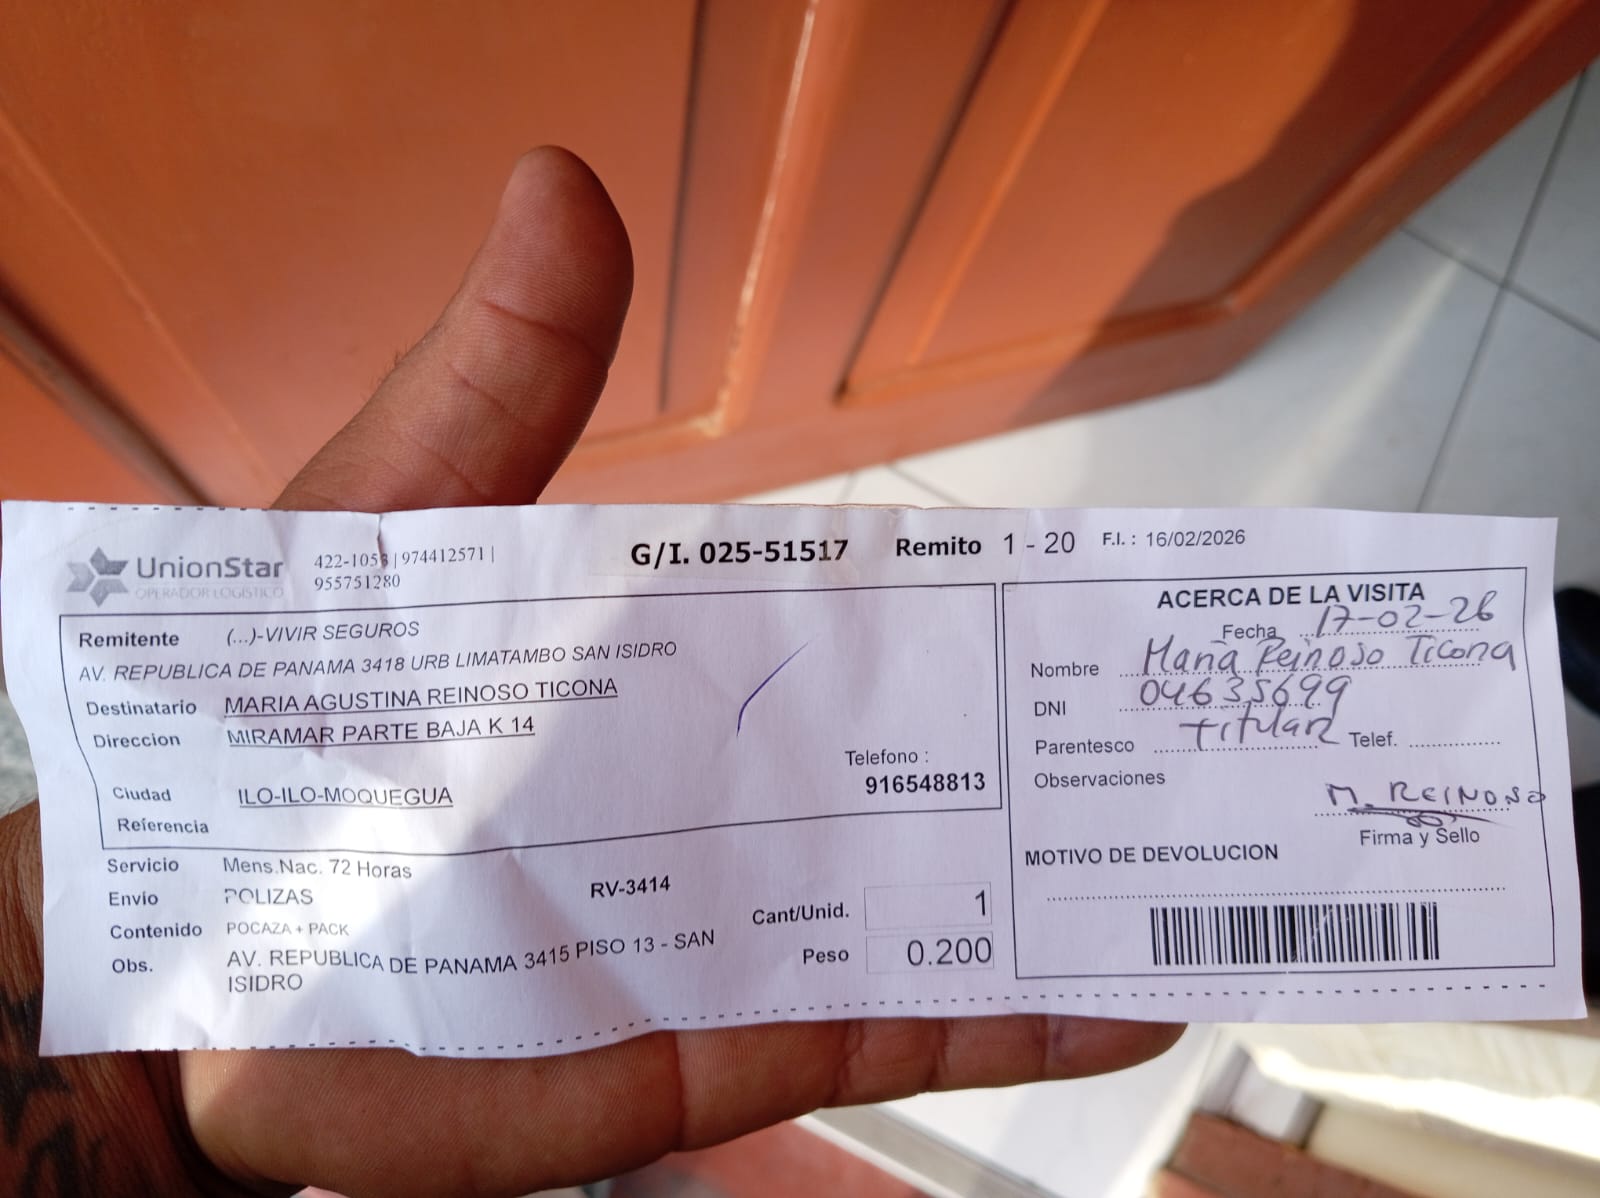 UnionStar
OPERADOR LOGISTICO
422-1053 | 974412571 |
955751280
G/I. 025-51517
Remito 1 - 20
F.I. : 16/02/2026
Remitente (...)-VIVIR SEGUROS
AV. REPUBLICA DE PANAMA 3418 URB LIMATAMBO SAN ISIDRO
Destinatario MARIA AGUSTINA REINOSO TICONA
Direccion MIRAMAR PARTE BAJA K 14
Telefono :
916548813
Ciudad ILO-ILO-MOQUEGUA
Referencia
Servicio Mens.Nac. 72 Horas
Envio POLIZAS
RV-3414
Contenido POCAZA + PACK
Obs. AV. REPUBLICA DE PANAMA 3415 PISO 13 - SAN
ISIDRO
Cant/Unid. 1
Peso 0.200
ACERCA DE LA VISITA
Fecha 17-02-26
Nombre Maria Reinoso Ticona
DNI 04635699
Parentesco Titular Telef.
Observaciones
M. REINOSO
Firma y Sello
MOTIVO DE DEVOLUCION